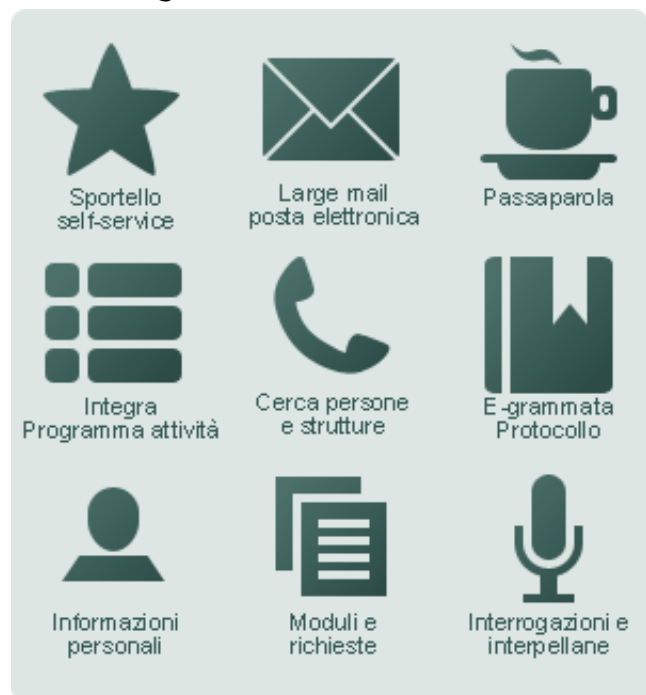 Sportello
self-service
Large mail
posta elettronica
Passaparola
Integra
Programma attività
Cerca persone
e strutture
E-grammata
Protocollo
Informazioni
personali
Moduli e
richieste
Interrogazioni e
interpellane